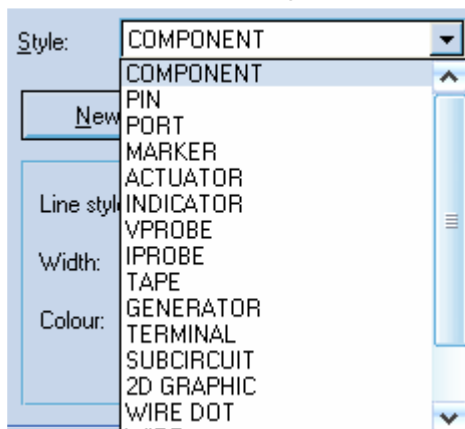 Style: COMPONENT
COMPONENT
PIN
New
PORT
MARKER
ACTUATOR
Line style INDICATOR
VPROBE
Width: IPROBE
TAPE
GENERATOR
Colour:
TERMINAL
SUBCIRCUIT
2D GRAPHIC
WIRE DOT